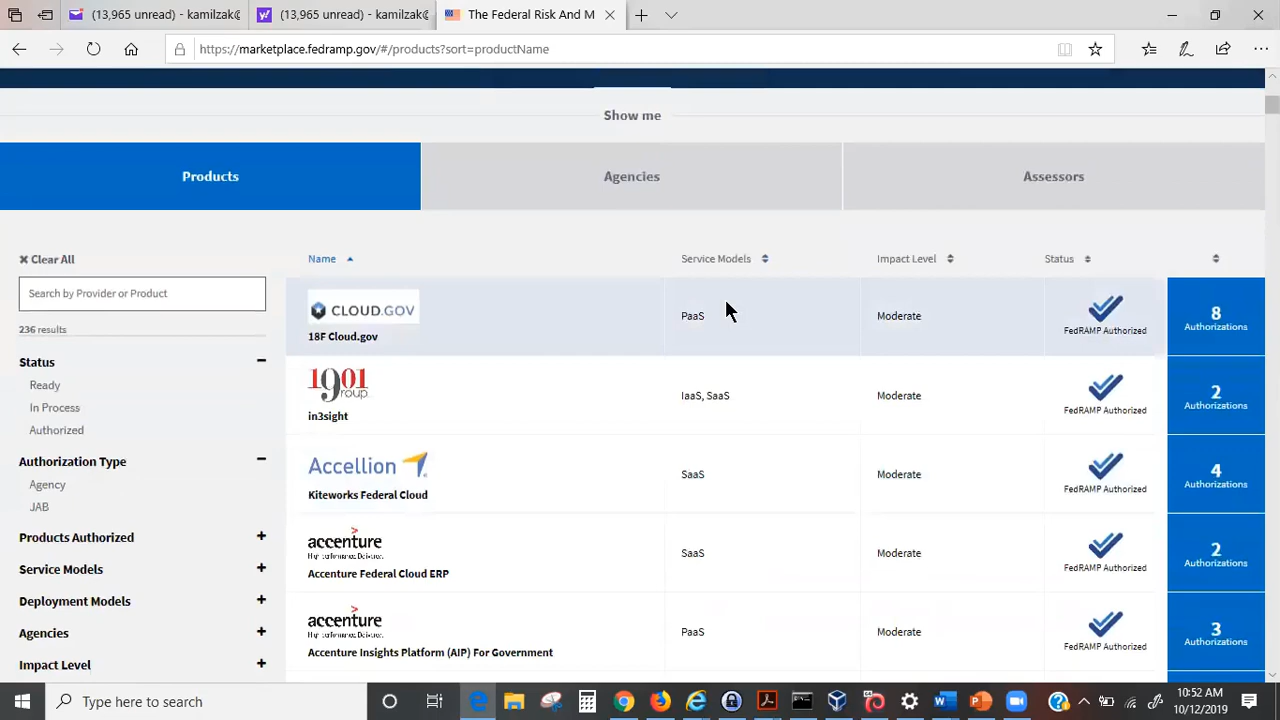 (13,965 unread) - kamilzak@
(13,965 unread) - kamilzak@
The Federal Risk And M
https://marketplace.fedramp.gov/#/products?sort=productName
Show me
Products
Agencies
Assessors
Clear All
Search by Provider or Product
236 results
Status
Ready
In Process
Authorized
Authorization Type
Agency
JAB
Products Authorized
Service Models
Deployment Models
Agencies
Impact Level
Name
Service Models
Impact Level
Status
CLOUD.GOV
18F Cloud.gov
PaaS
Moderate
FedRAMP Authorized
8
Authorizations
1901
Group
in3sight
IaaS, SaaS
Moderate
FedRAMP Authorized
2
Authorizations
Accellion
Kiteworks Federal Cloud
SaaS
Moderate
FedRAMP Authorized
4
Authorizations
accenture
High performance. Delivered.
Accenture Federal Cloud ERP
SaaS
Moderate
FedRAMP Authorized
2
Authorizations
accenture
High performance. Delivered.
Accenture Insights Platform (AIP) For Government
PaaS
Moderate
FedRAMP Authorized
3
Authorizations
Type here to search
10:52 AM
10/12/2019